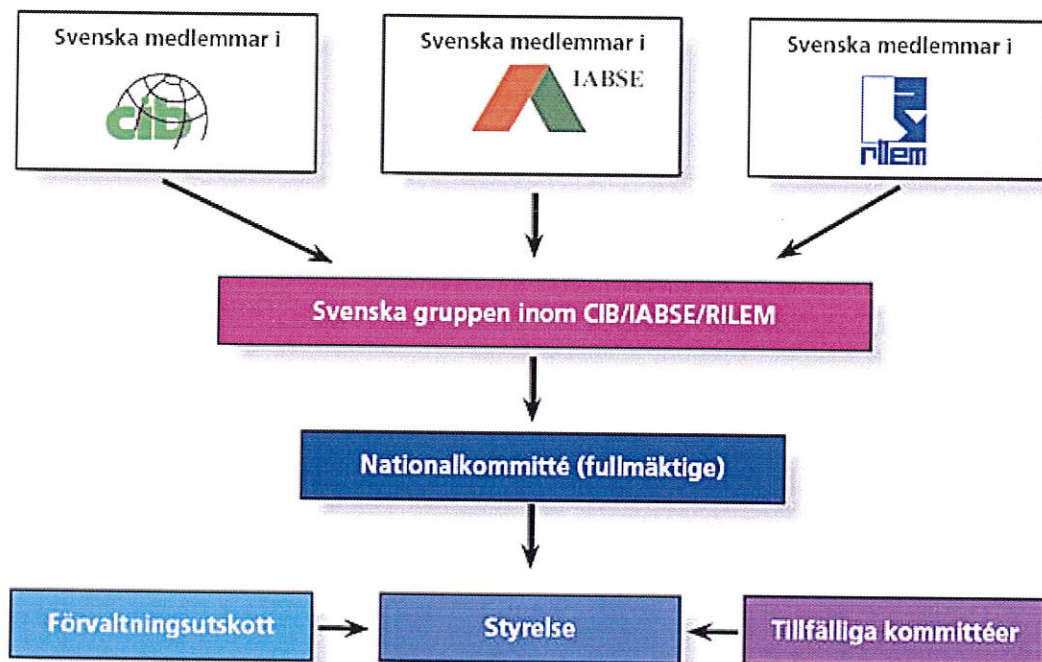 Svenska medlemmar i
cib
Svenska medlemmar i
IABSE
Svenska medlemmar i
rilem
Svenska gruppen inom CIB/IABSE/RILEM
Nationalkommitté (fullmäktige)
Förvaltningsutskott
Styrelse
Tillfälliga kommittéer